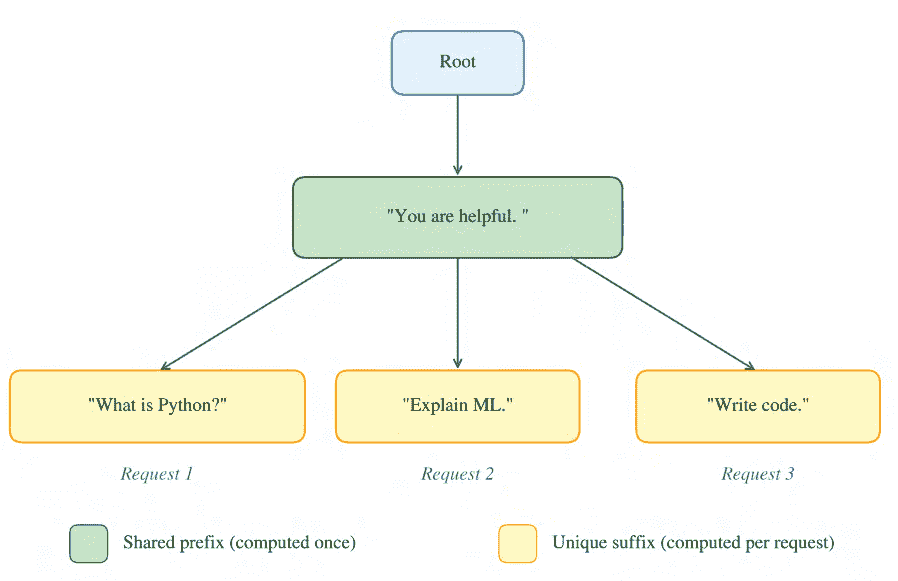 Root
"You are helpful. "
"What is Python?"
"Explain ML."
"Write code."
Request 1
Request 2
Request 3
Shared prefix (computed once)
Unique suffix (computed per request)